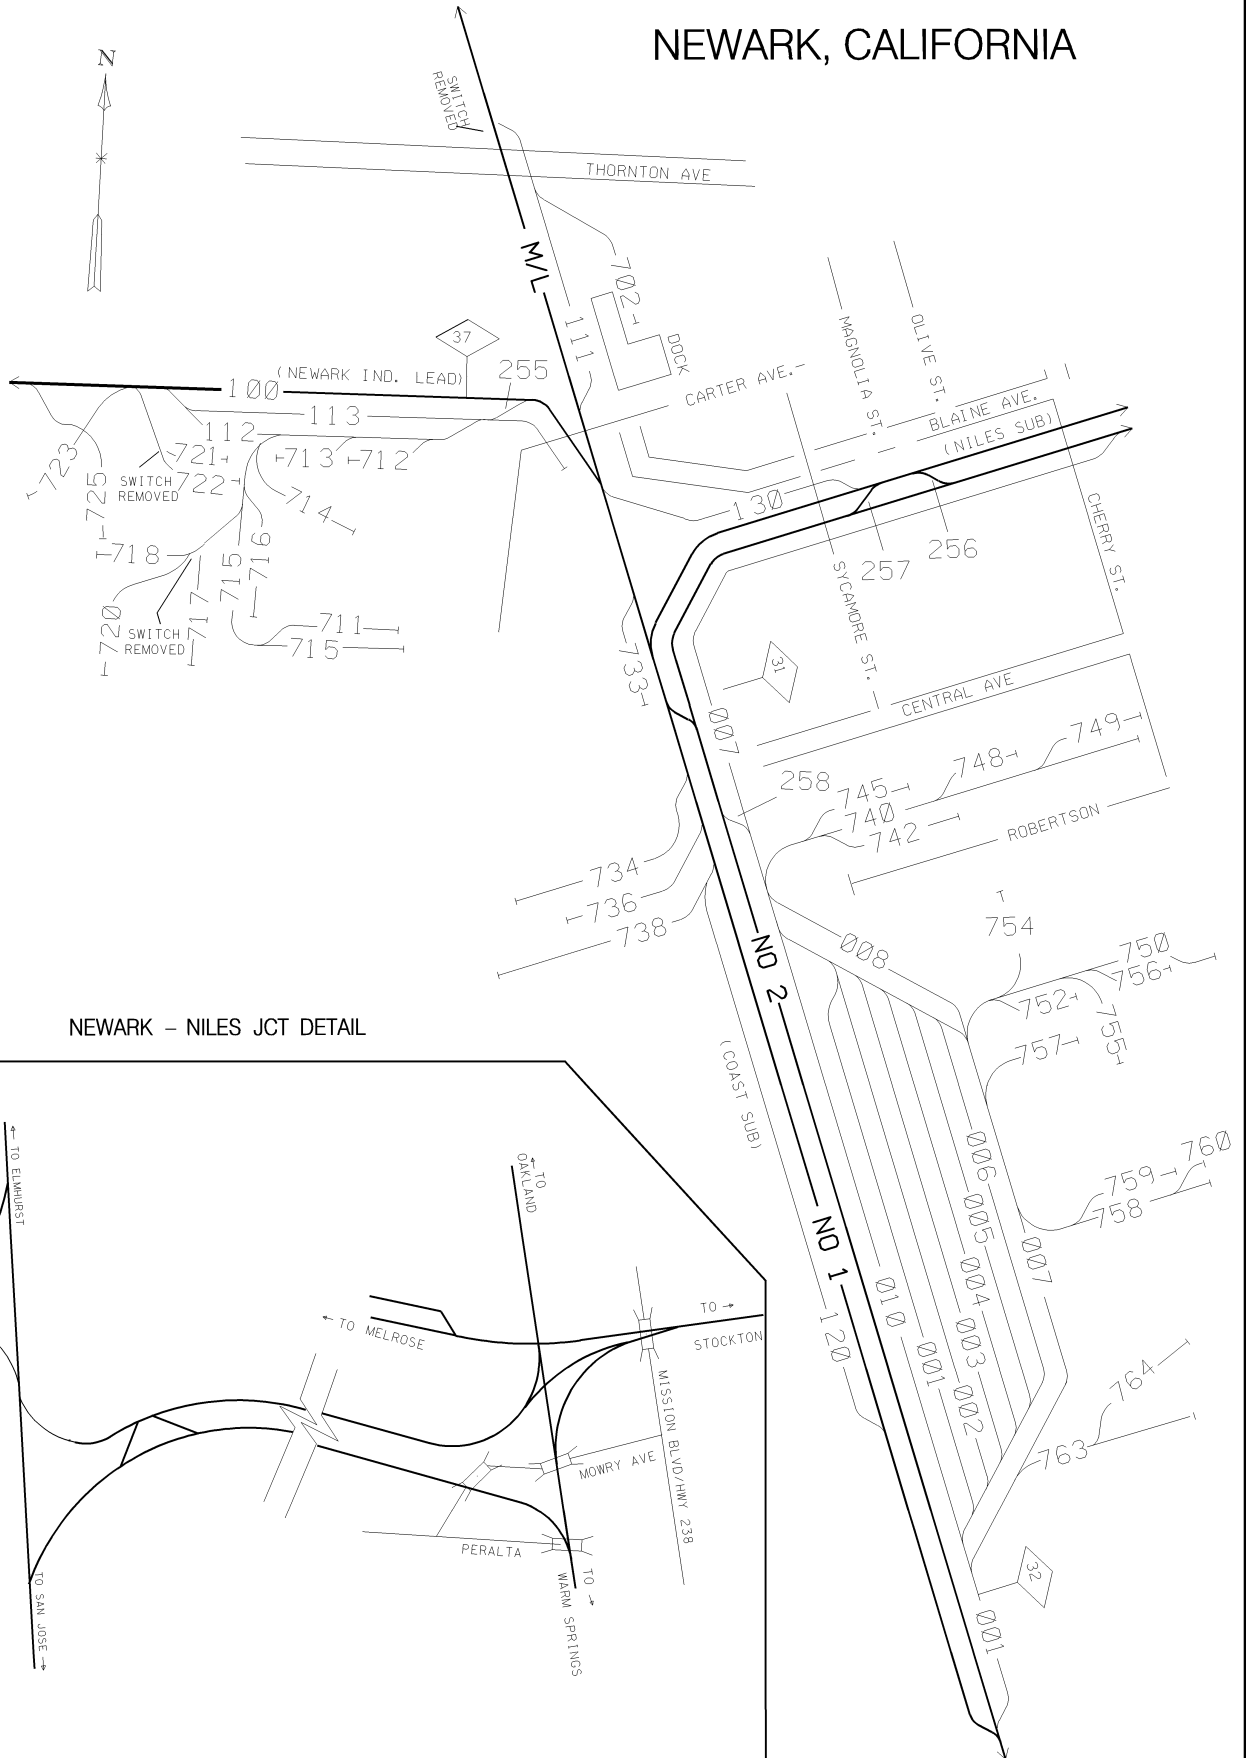 NEWARK, CALIFORNIA
N
SWITCH
REMOVED
THORNTON AVE
M/L
702
111
DOCK
MAGNOLIA ST.
OLIVE ST.
37
(NEWARK IND. LEAD)
255
100
CARTER AVE.
BLAINE AVE.
(NILES SUB)
113
112
723
725
721
713
712
SWITCH
REMOVED
722
714
130
CHERRY ST.
718
715
716
257
256
SYCAMORE ST.
720
717
SWITCH
REMOVED
711
715
733
31
CENTRAL AVE
007
749
748
258
745
740
742
ROBERTSON
734
736
738
754
NO 2
008
750
756
752
755
757
NEWARK - NILES JCT DETAIL
(COAST SUB)
TO ELMHURST
TO
OAKLAND
006
005
004
003
002
001
010
007
760
759
758
NO 1
120
TO MELROSE
TO
STOCKTON
MISSION BLVD/HWY 238
MOWRY AVE
PERALTA
764
763
TO SAN JOSE
TO
WARM SPRINGS
32
001